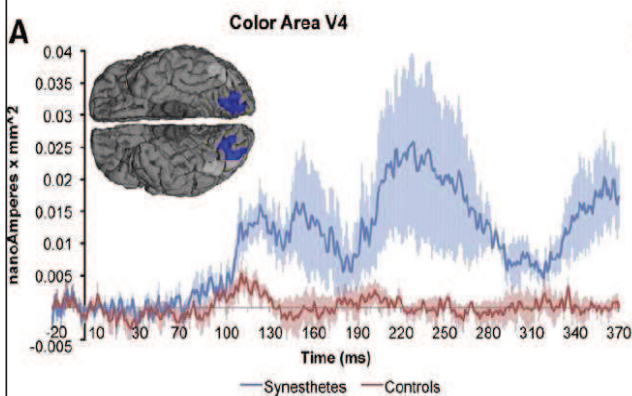 Color Area V4
A
0.04
0.035
0.03
0.025
0.02
0.015
0.01
0.005
-0.005
nanoAmperes x mm^2
-20 10 30 70 100 130 160 190 220 250 280 310 340 370
Time (ms)
Synesthetes Controls